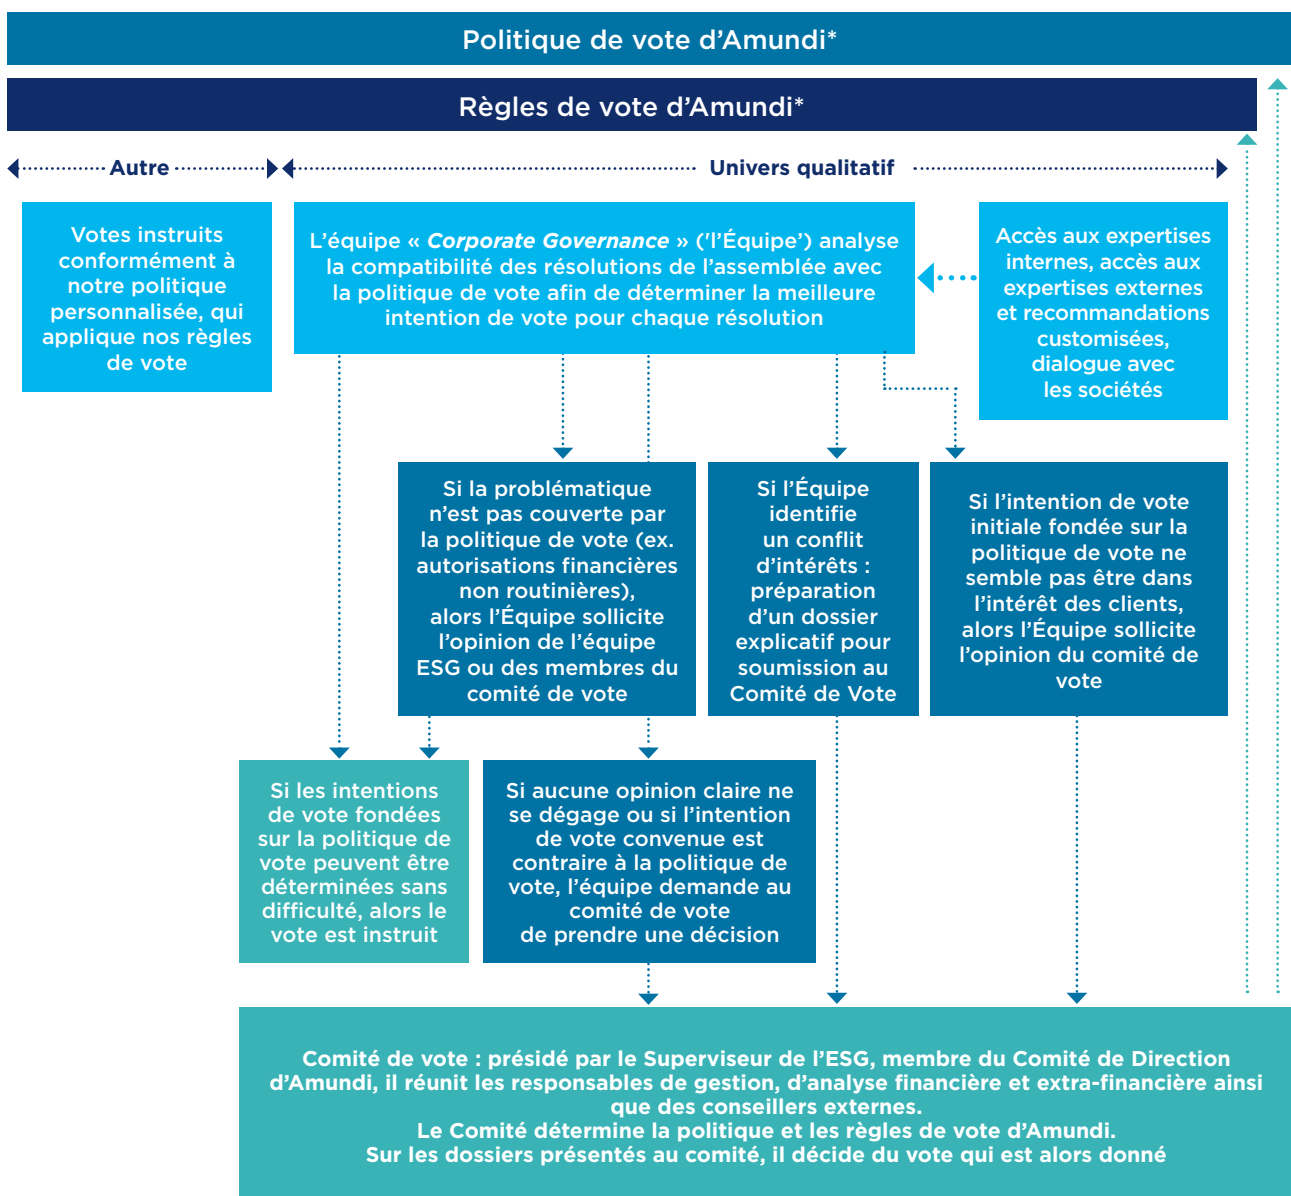 Politique de vote d'Amundi*
Règles de vote d'Amundi*
Autre
Univers qualitatif
Votes instruits
conformément à
notre politique
personnalisée, qui
applique nos règles
de vote
L'équipe « Corporate Governance » ('l'Équipe') analyse
la compatibilité des résolutions de l'assemblée avec
la politique de vote afin de déterminer la meilleure
intention de vote pour chaque résolution
Accès aux expertises
internes, accès aux
expertises externes
et recommandations
customisées,
dialogue avec
les sociétés
Si la problématique
n'est pas couverte par
la politique de vote (ex.
autorisations financières
non routinières),
alors l'Équipe sollicite
l'opinion de l'équipe
ESG ou des membres du
comité de vote
Si l'Équipe
identifie
un conflit
d'intérêts :
préparation
d'un dossier
explicatif pour
soumission au
Comité de Vote
Si l'intention de vote
initiale fondée sur la
politique de vote ne
semble pas être dans
l'intérêt des clients,
alors l'Équipe sollicite
l'opinion du comité de
vote
Si les intentions
de vote fondées
sur la politique de
vote peuvent être
déterminées sans
difficulté, alors le
vote est instruit
Si aucune opinion claire ne
se dégage ou si l'intention
de vote convenue est
contraire à la politique de
vote, l'équipe demande au
comité de vote
de prendre une décision
Comité de vote : présidé par le Superviseur de l'ESG, membre du Comité de Direction
d'Amundi, il réunit les responsables de gestion, d'analyse financière et extra-financière ainsi
que des conseillers externes.
Le Comité détermine la politique et les règles de vote d'Amundi.
Sur les dossiers présentés au comité, il décide du vote qui est alors donné